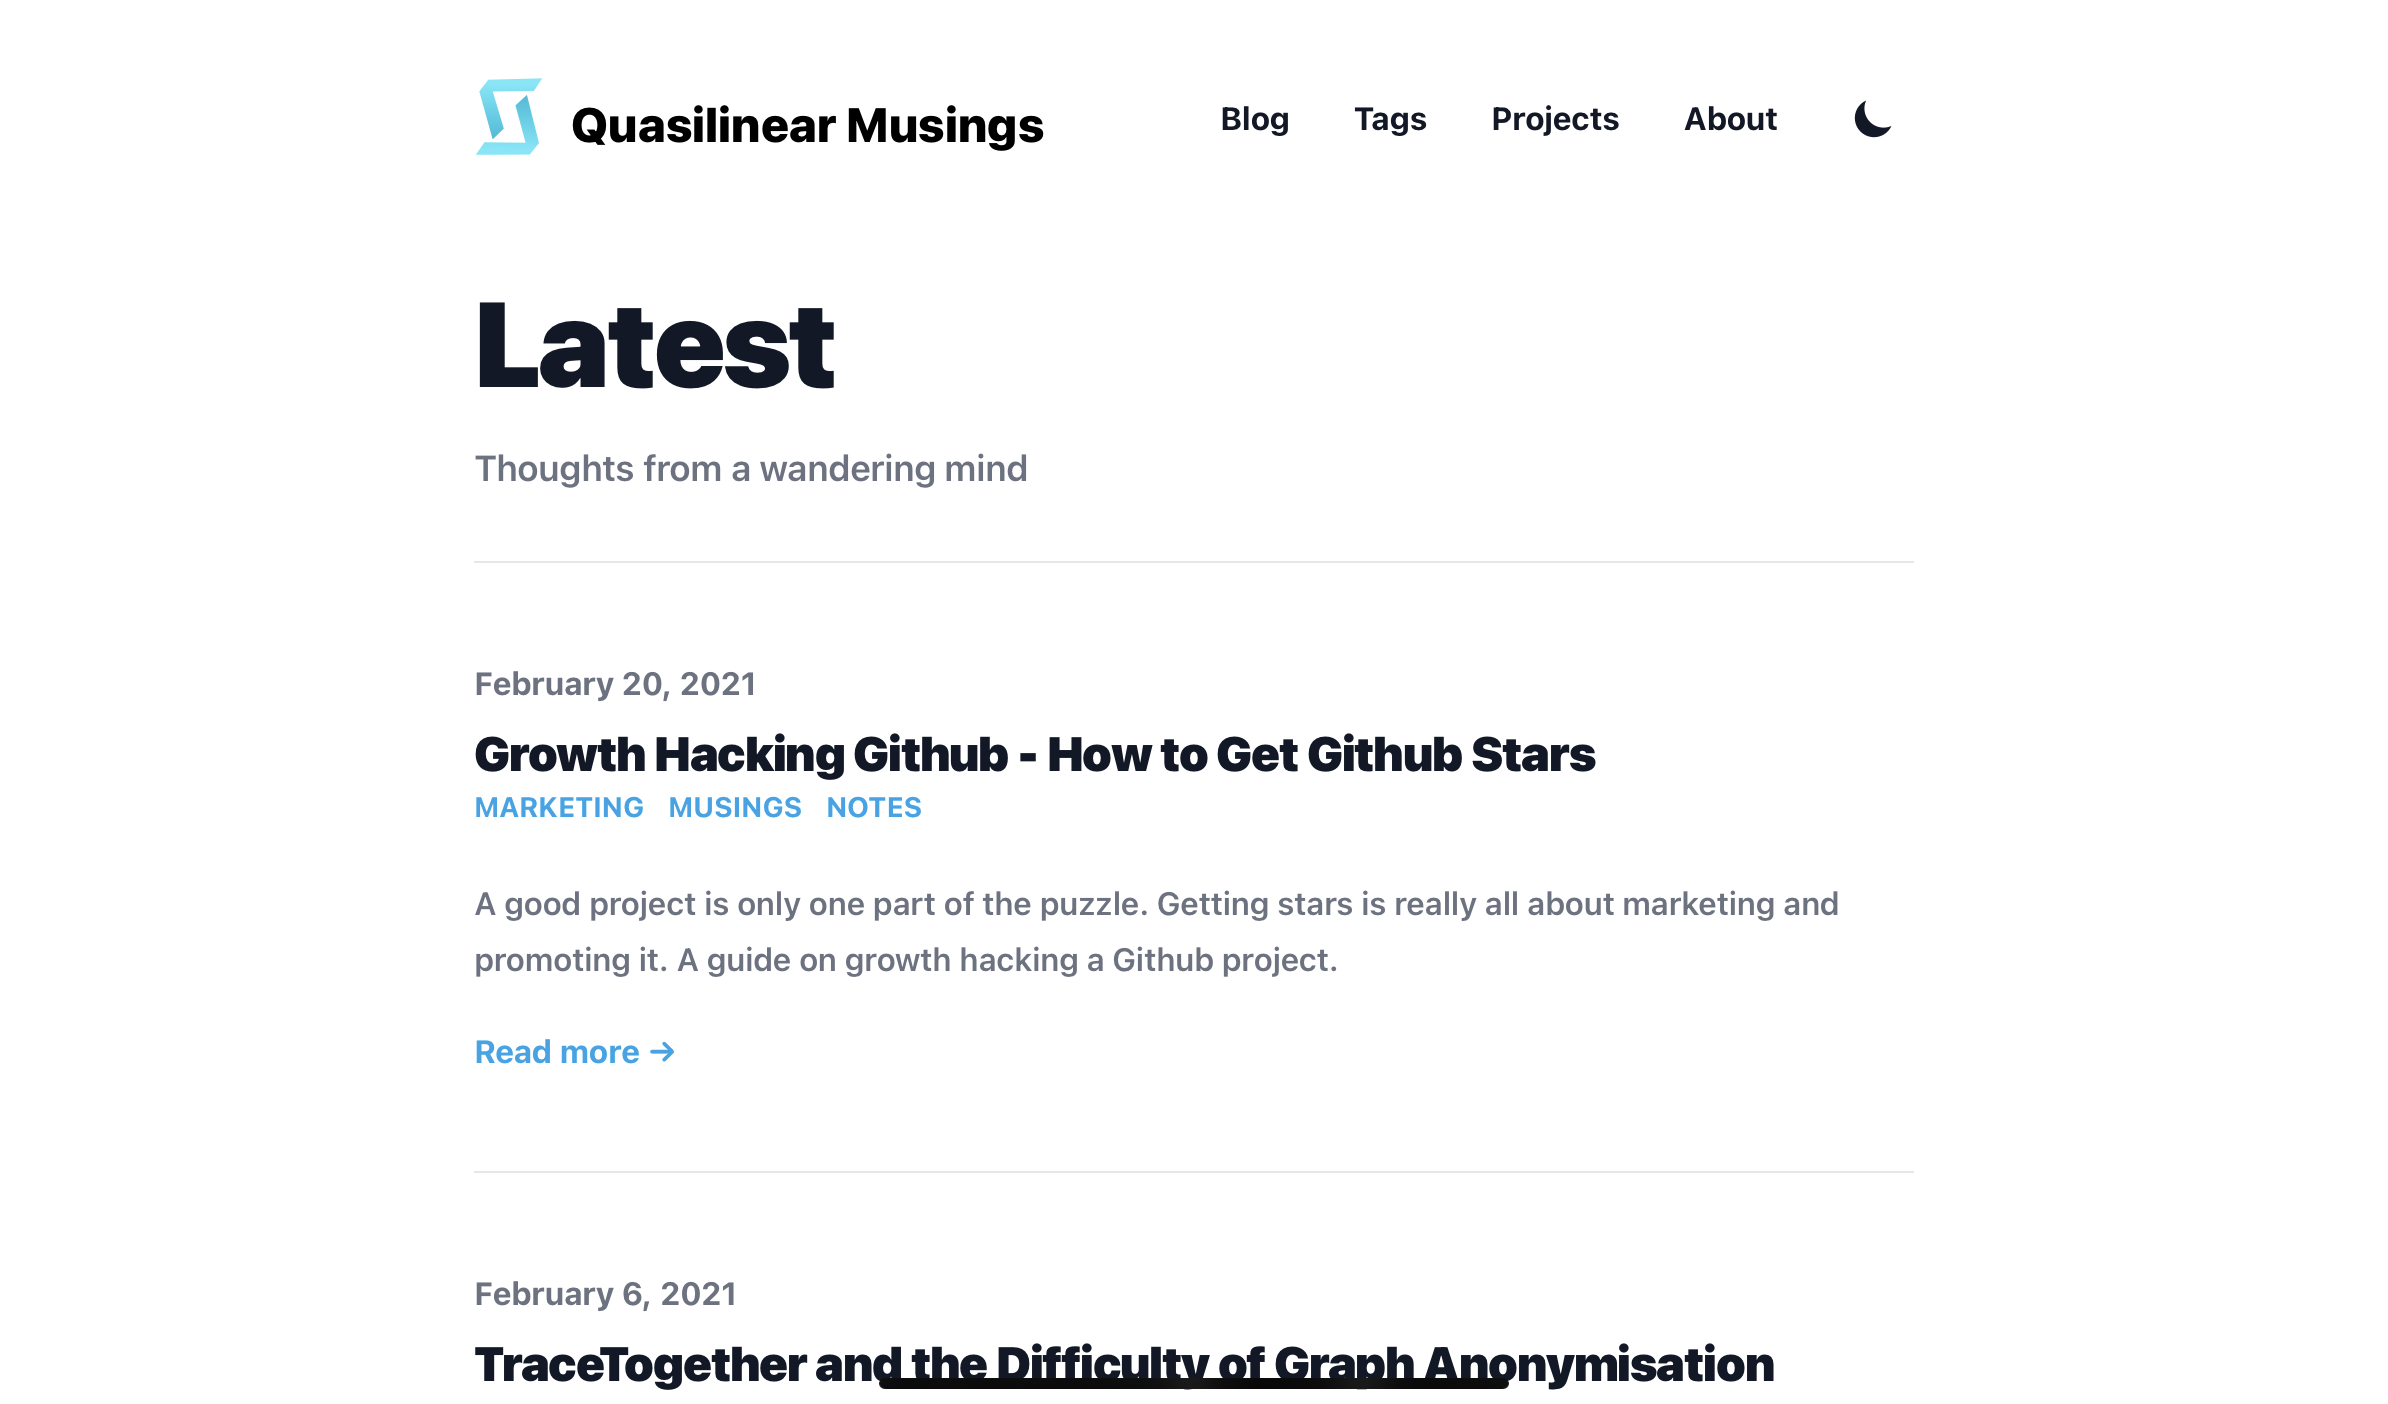 Quasilinear Musings
Blog Tags Projects About
Latest
Thoughts from a wandering mind
February 20, 2021
Growth Hacking Github - How to Get Github Stars
MARKETING MUSINGS NOTES
A good project is only one part of the puzzle. Getting stars is really all about marketing and
promoting it. A guide on growth hacking a Github project.
Read more →
February 6, 2021
TraceTogether and the Difficulty of Graph Anonymisation